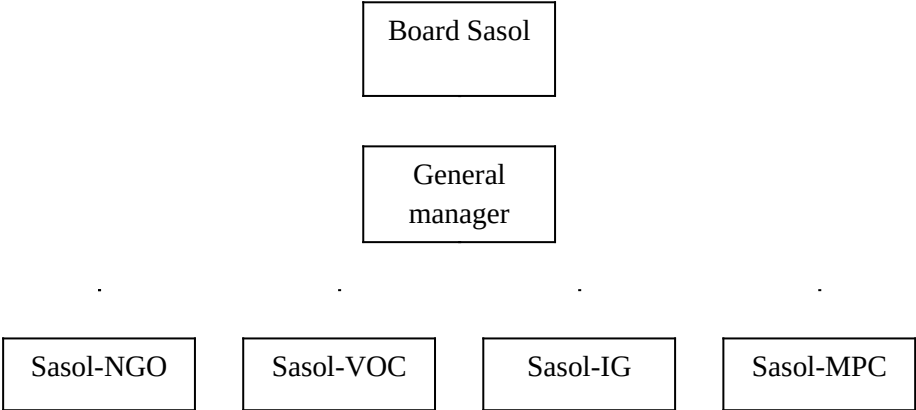 Board Sasol
General
manager
Sasol-NGO
Sasol-VOC
Sasol-IG
Sasol-MPC